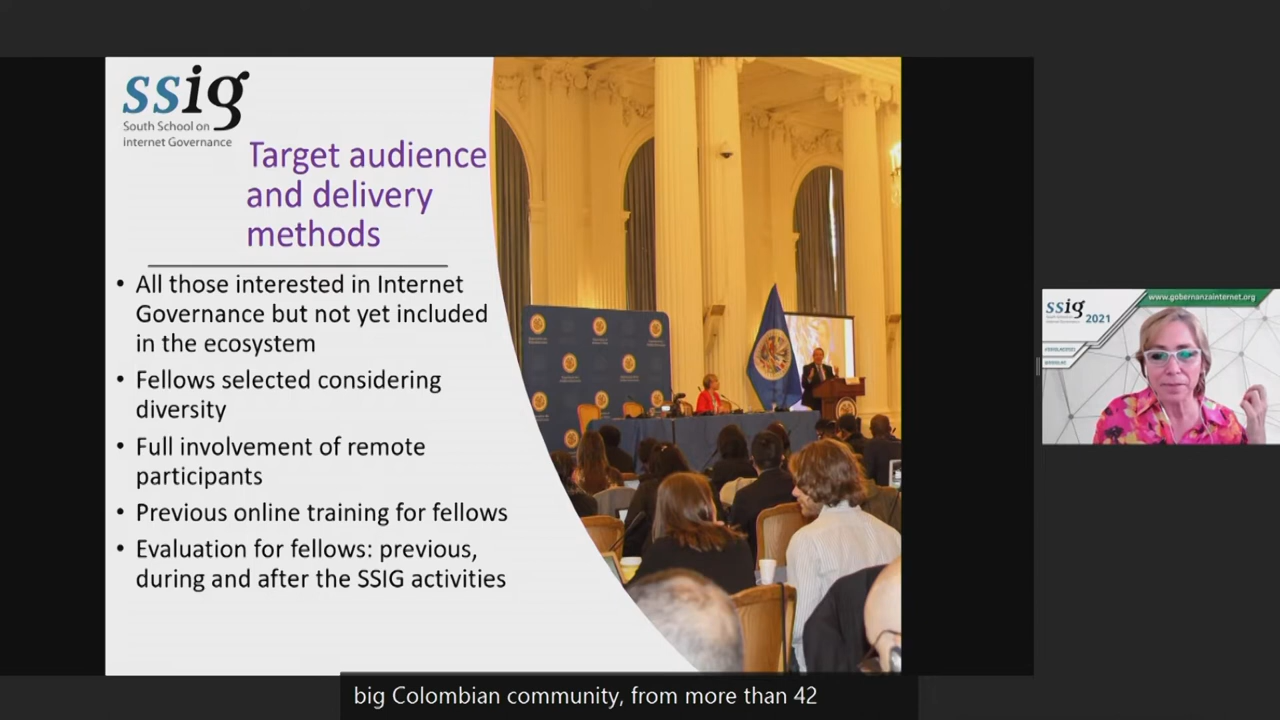 ssig
South School on
Internet Governance
Target audience
and delivery
methods
• All those interested in Internet
Governance but not yet included
in the ecosystem
• Fellows selected considering
diversity
• Full involvement of remote
participants
• Previous online training for fellows
• Evaluation for fellows: previous,
during and after the SSIG activities
www.gobernanzainternet.org
ssig
2021
big Colombian community, from more than 42